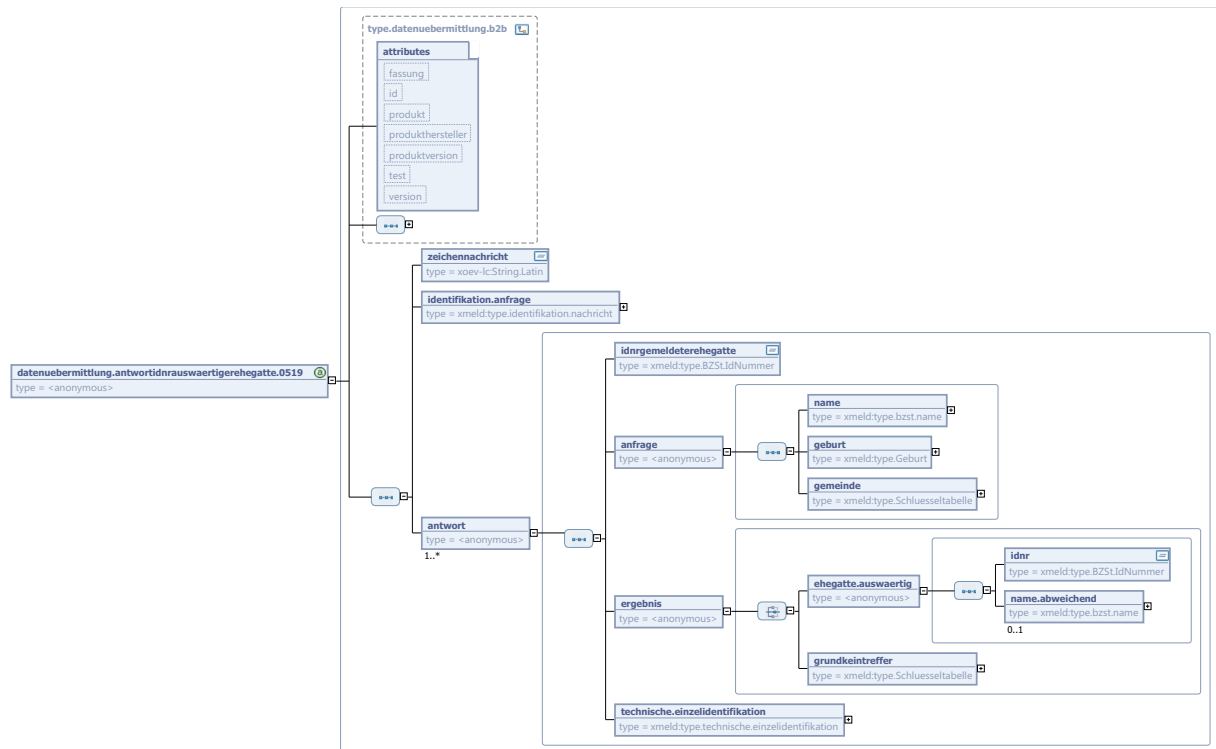 type.datenuebermittlung.b2b
attributes
fassung
id
produkt
produkthersteller
produktversion
test
version
zeichennachricht
type = xoev-lc:String.Latin
identifikation.anfrage
type = xmeld:type.identifikation.nachricht
datenuebermittlung.antwortidnrauswaertigerehegatte.0519 a
type = <anonymous>
idnrgemeldeterehegatte
type = xmeld:type.BZSt.IdNummer
anfrage
type = <anonymous>
name
type = xmeld:type.bzst.name
geburt
type = xmeld:type.Geburt
gemeinde
type = xmeld:type.Schluesseltabelle
antwort
type = <anonymous>
1..*
ergebnis
type = <anonymous>
ehegatte.auswaertig
type = <anonymous>
idnr
type = xmeld:type.BZSt.IdNummer
name.abweichend
type = xmeld:type.bzst.name
0..1
grundkeintreffer
type = xmeld:type.Schluesseltabelle
technische.einzelidentifikation
type = xmeld:type.technische.einzelidentifikation